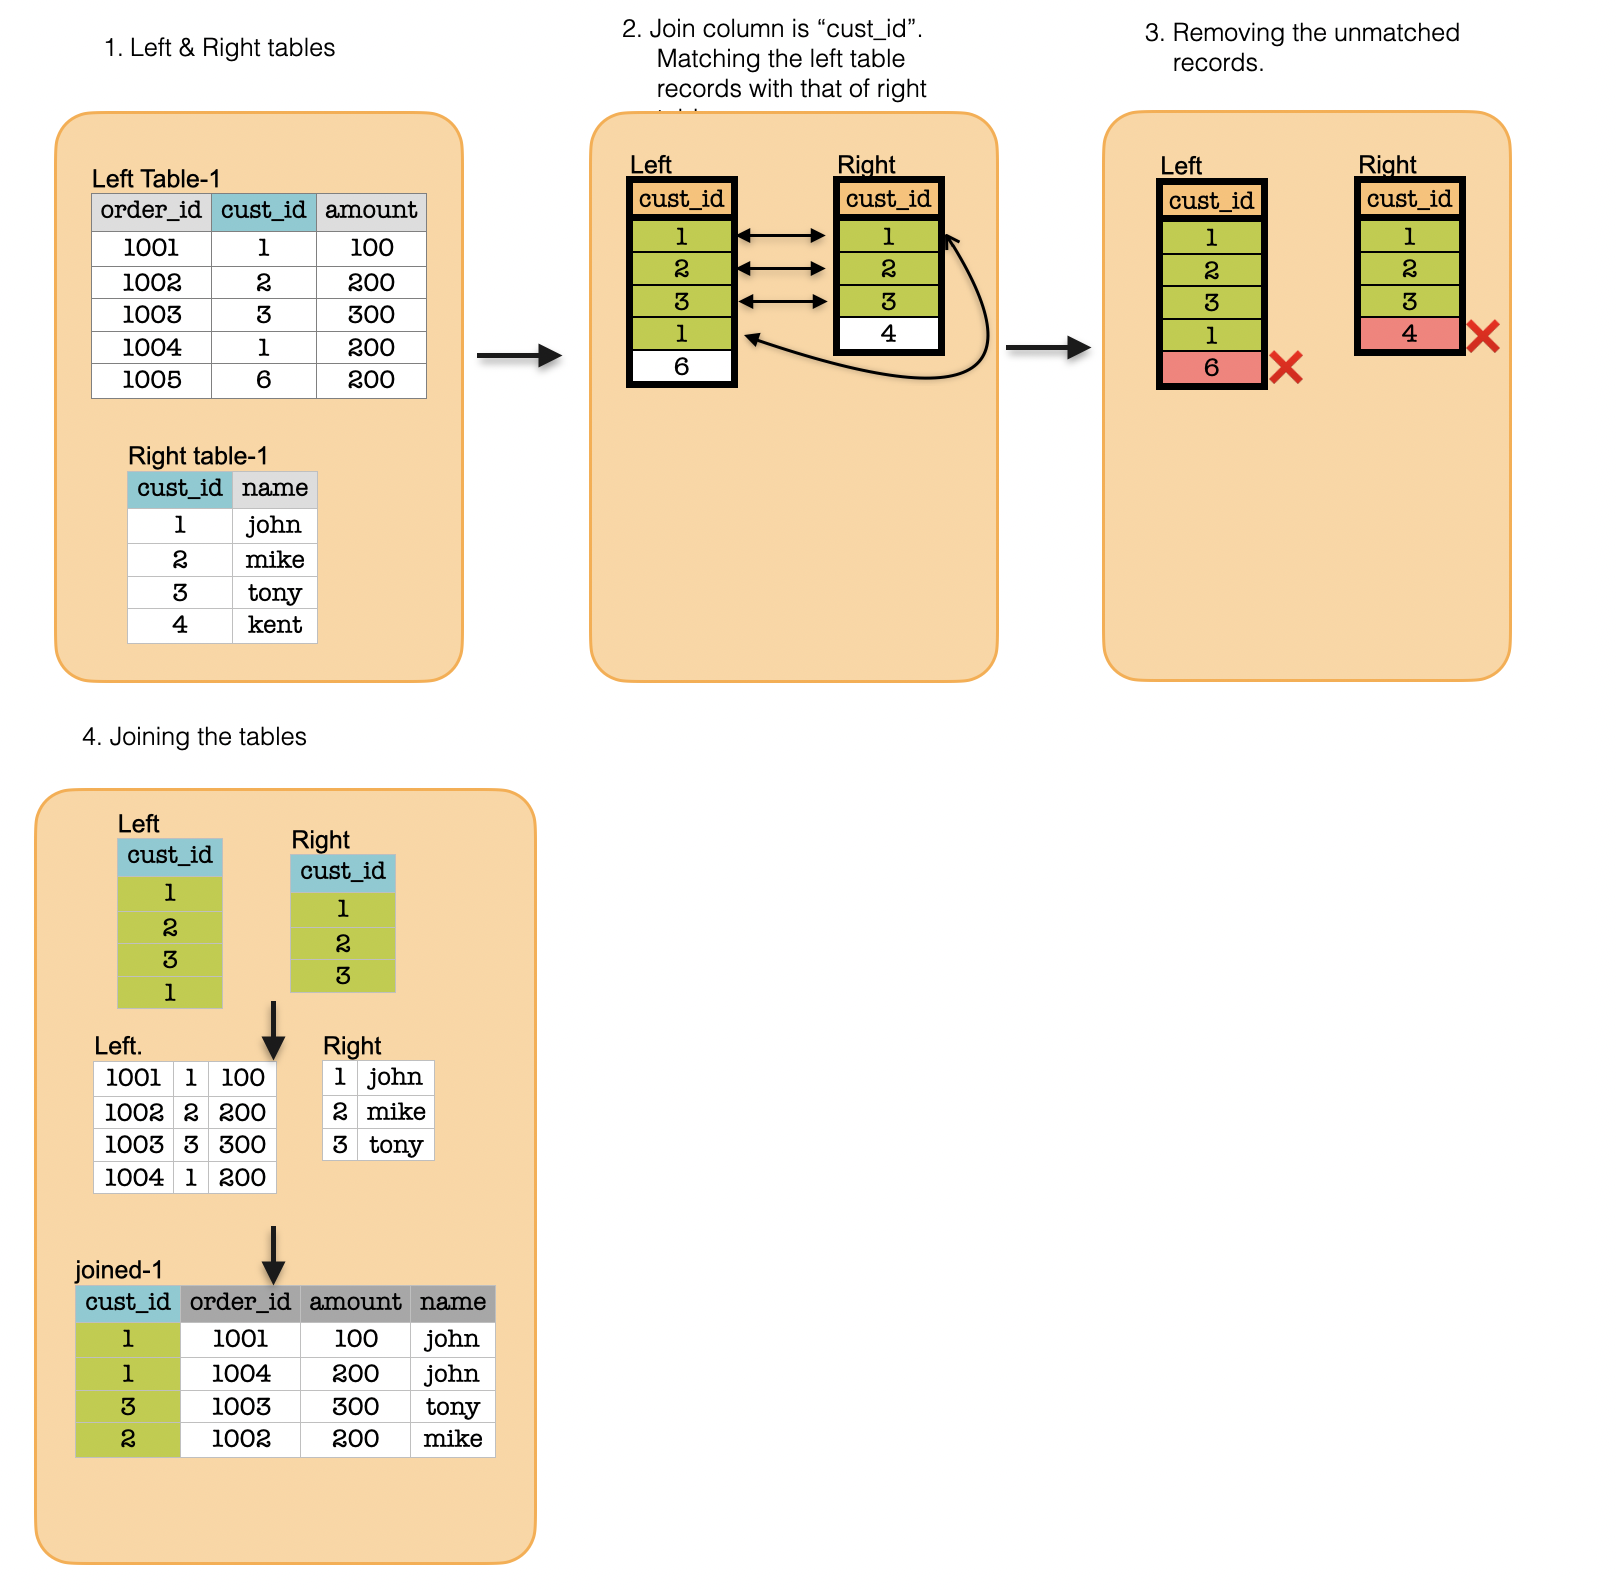 1. Left & Right tables
2. Join column is “cust_id”.
Matching the left table
records with that of right
3. Removing the unmatched
records.
Left Table-1
order_id cust_id amount
1001 1 100
1002 2 200
1003 3 300
1004 1 200
1005 6 200
Right table-1
cust_id name
1 john
2 mike
3 tony
4 kent
Left
cust_id
1
2
3
1
6
Right
cust_id
1
2
3
4
Left
cust_id
1
2
3
1
6
Right
cust_id
1
2
3
4
4. Joining the tables
Left
cust_id
1
2
3
1
Right
cust_id
1
2
3
Left.
1001 1 100
1002 2 200
1003 3 300
1004 1 200
Right
1 john
2 mike
3 tony
joined-1
cust_id order_id amount name
1 1001 100 john
1 1004 200 john
3 1003 300 tony
2 1002 200 mike